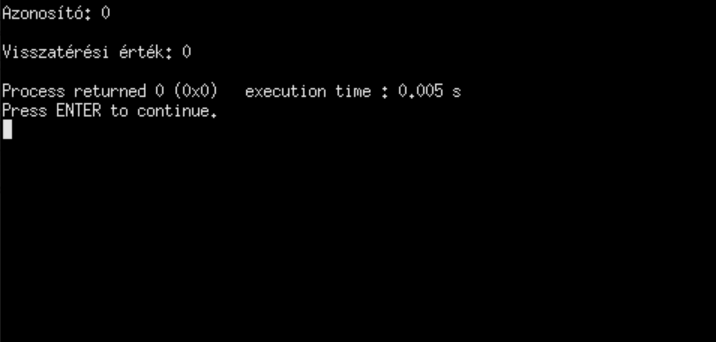 Azonosító: 0
Visszatérési érték: 0
Process returned 0 (0x0)   execution time : 0.005 s
Press ENTER to continue.